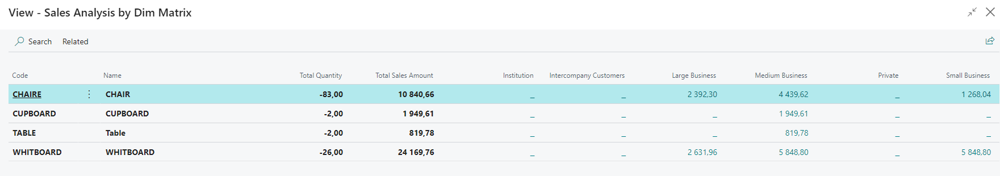 View - Sales Analysis by Dim Matrix
Search Related
Code Name Total Quantity Total Sales Amount Institution Intercompany Customers Large Business Medium Business Private Small Business
CHAIRE CHAIR -83,00 10 840,66 _ _ 2 392,30 4 439,62 _ 1 268,04
CUPBOARD CUPBOARD -2,00 1 949,61 _ _ _ 1 949,61 _ _
TABLE Table -2,00 819,78 _ _ _ 819,78 _ _
WHITBOARD WHITBOARD -26,00 24 169,76 _ _ 2 631,96 5 848,80 _ 5 848,80